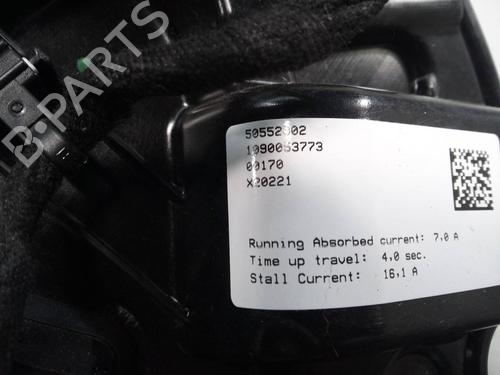 B-PARTS
50552902
1090053773
00170
X20221
Running Absorbed current: 7.0 A
Time up travel: 4,0 sec.
Stall Current: 16,1 A